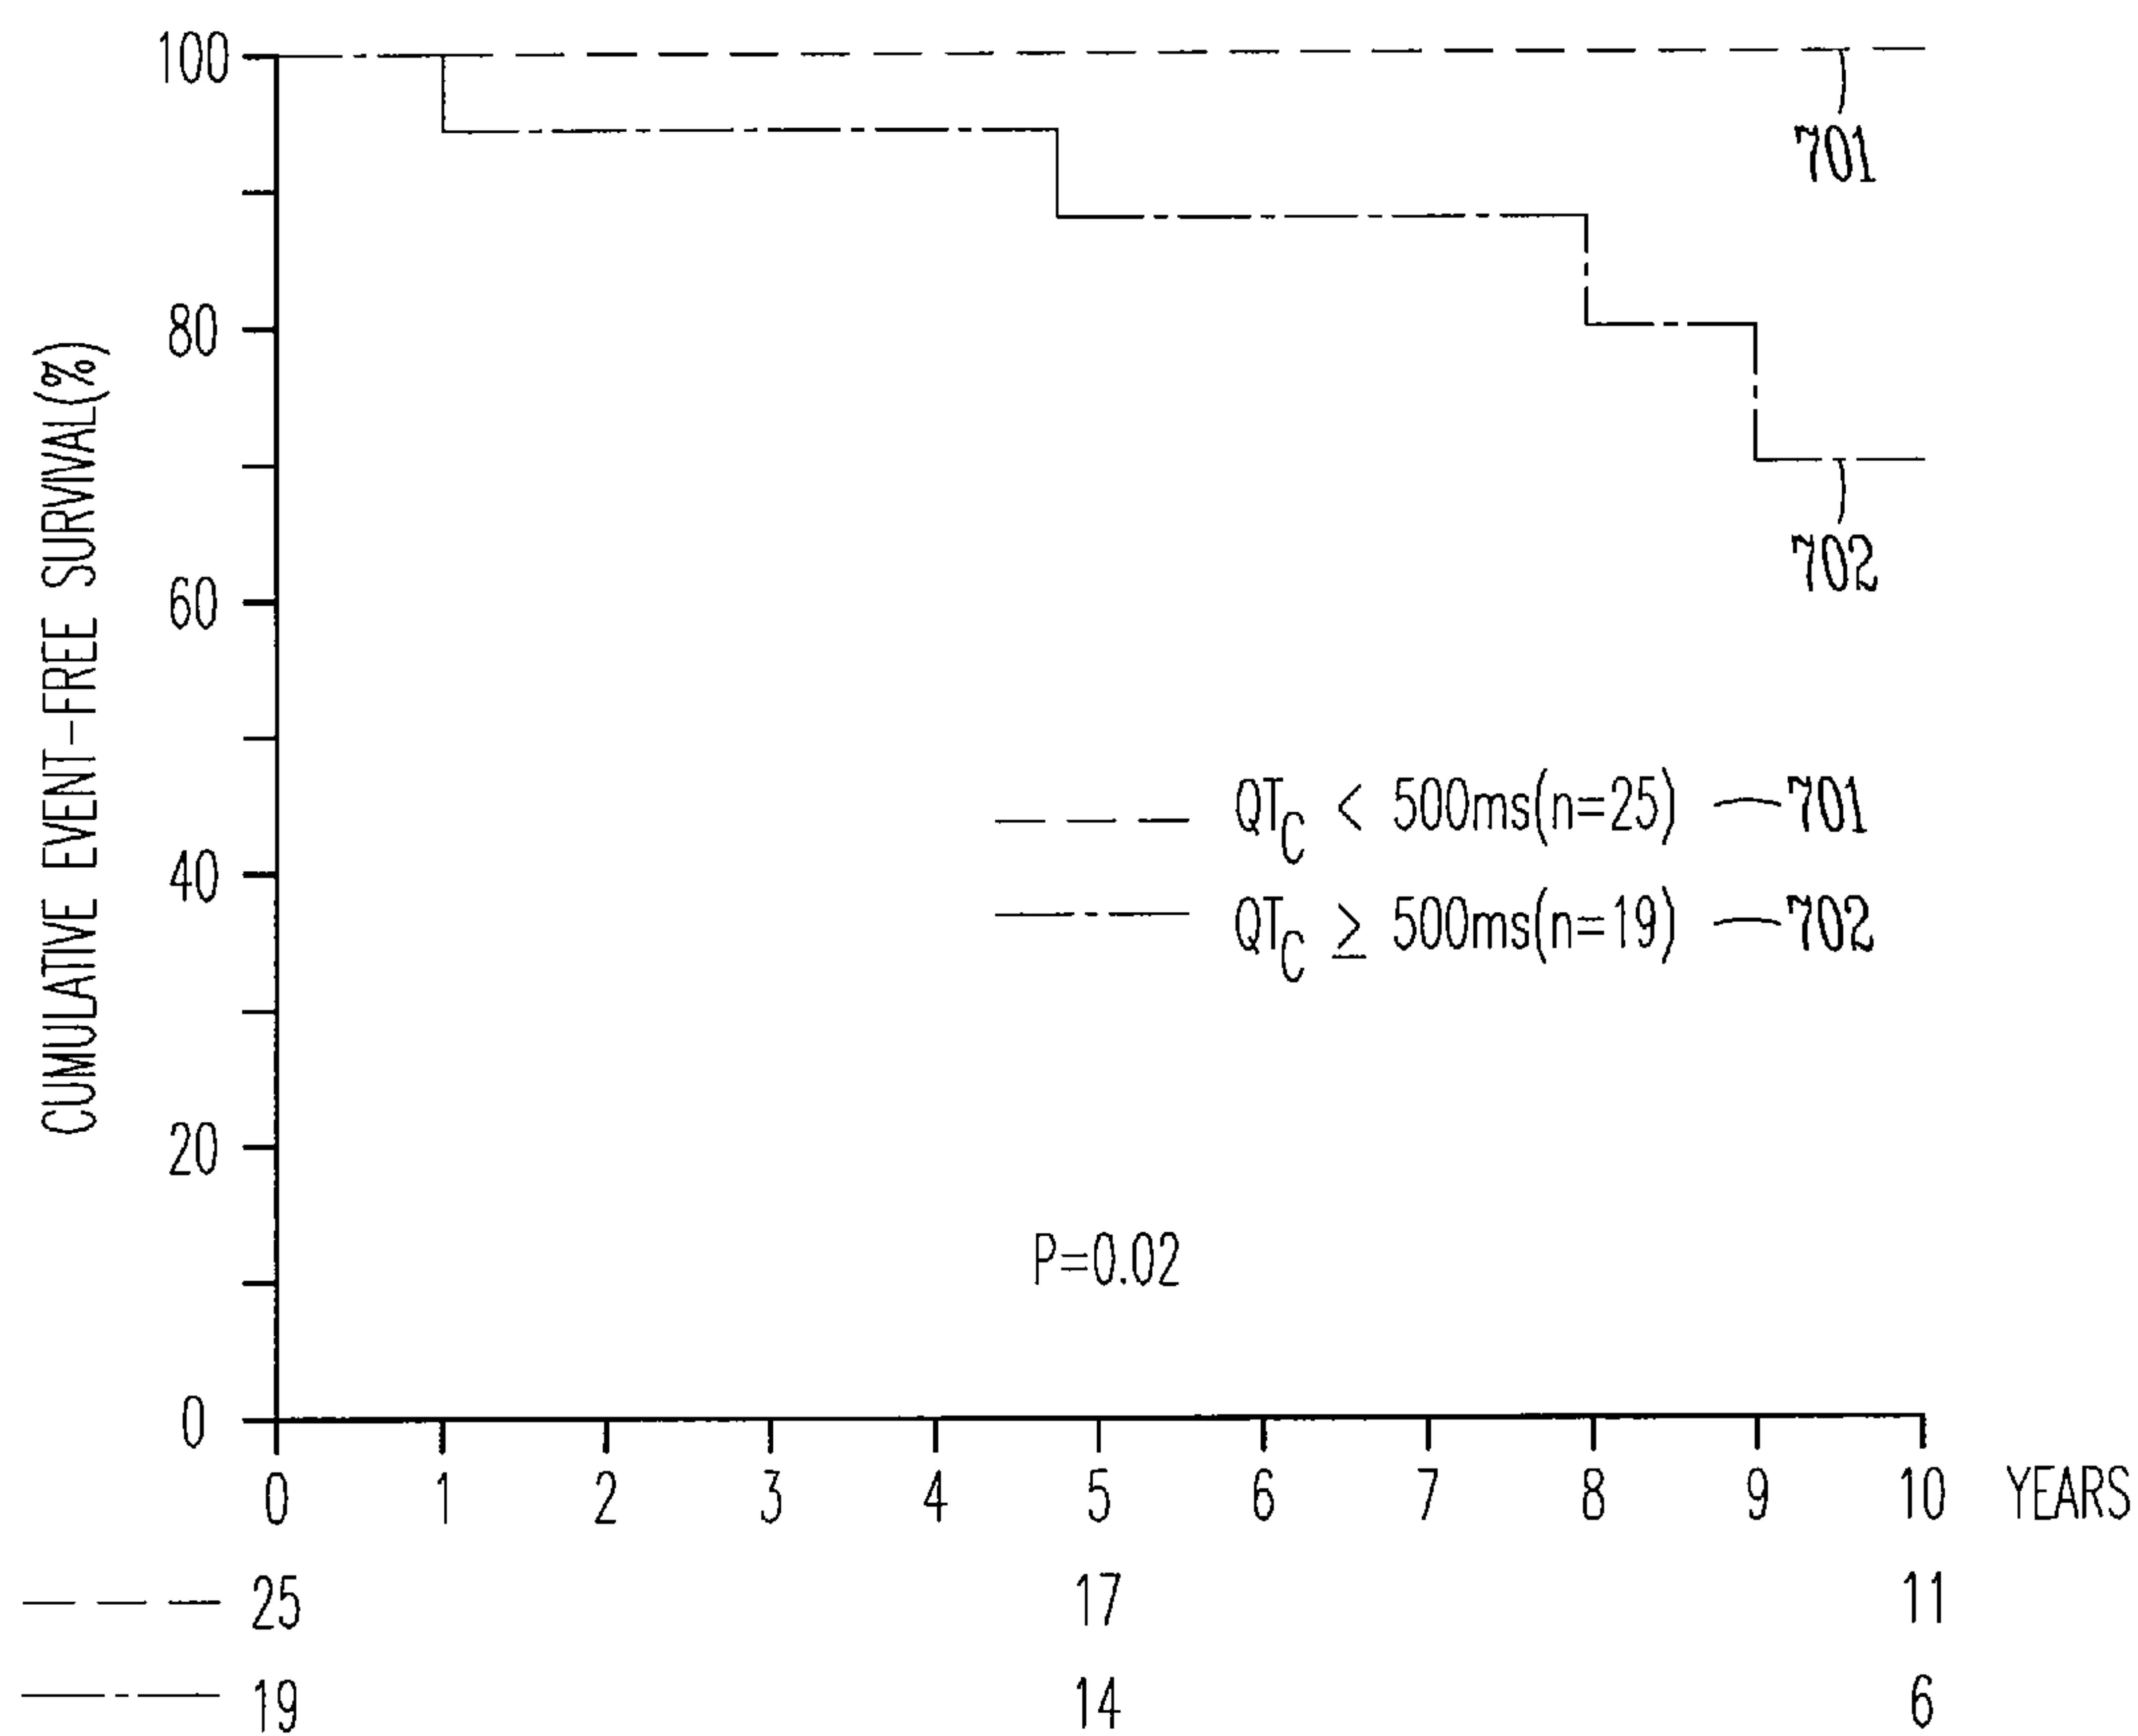 CUMULATIVE EVENT-FREE SURVIVAL(%)
100
80
60
40
20
0
701
702
QTC < 500ms(n=25) 701
QTC ≥ 500ms(n=19) 702
P=0.02
0 1 2 3 4 5 6 7 8 9 10 YEARS
25 17 11
19 14 6